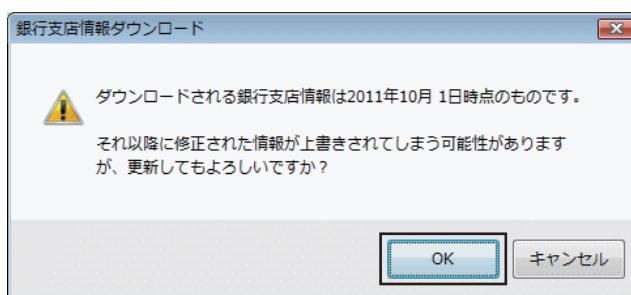 銀行支店情報ダウンロード
ダウンロードされる銀行支店情報は2011年10月 1日時点のものです。
それ以降に修正された情報が上書きされてしまう可能性があります
が、更新してもよろしいですか？
OK
キャンセル